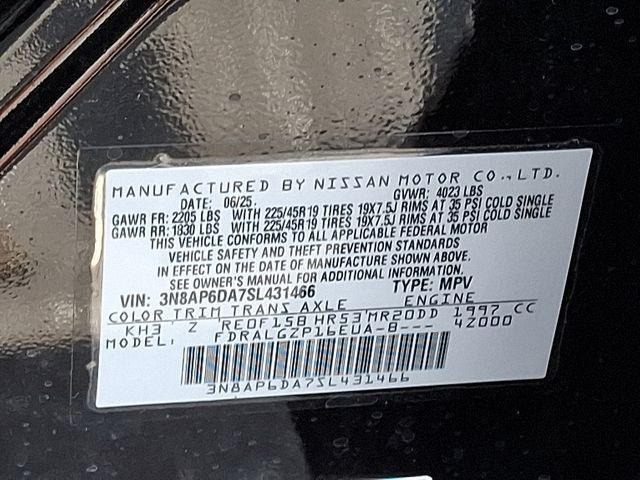 MANUFACTURED BY NISSAN MOTOR CO., LTD.
DATE: 06/25. GVWR: 4023 LBS
GAWR FR: 2205 LBS WITH 225/45R19 TIRES 19X7.5J RIMS AT 35 PSI COLD SINGLE
GAWR RR: 1830 LBS WITH 225/45R19 TIRES 19X7.5J RIMS AT 35 PSI COLD SINGLE
THIS VEHICLE CONFORMS TO ALL APPLICABLE FEDERAL MOTOR
VEHICLE SAFETY AND THEFT PREVENTION STANDARDS
IN EFFECT ON THE DATE OF MANUFACTURE SHOWN ABOVE.
SEE OWNER'S MANUAL FOR ADDITIONAL INFORMATION.
VIN: 3N8AP6DA7SL431466 TYPE: MPV
COLOR TRIM TRANS AXLE ENGINE
KH3 Z RE0F15B HR53 MR20DD 1997 CC
MODEL: FDRALGZP16EUA-B--- 4Z000
3N8AP6DA7SL431466